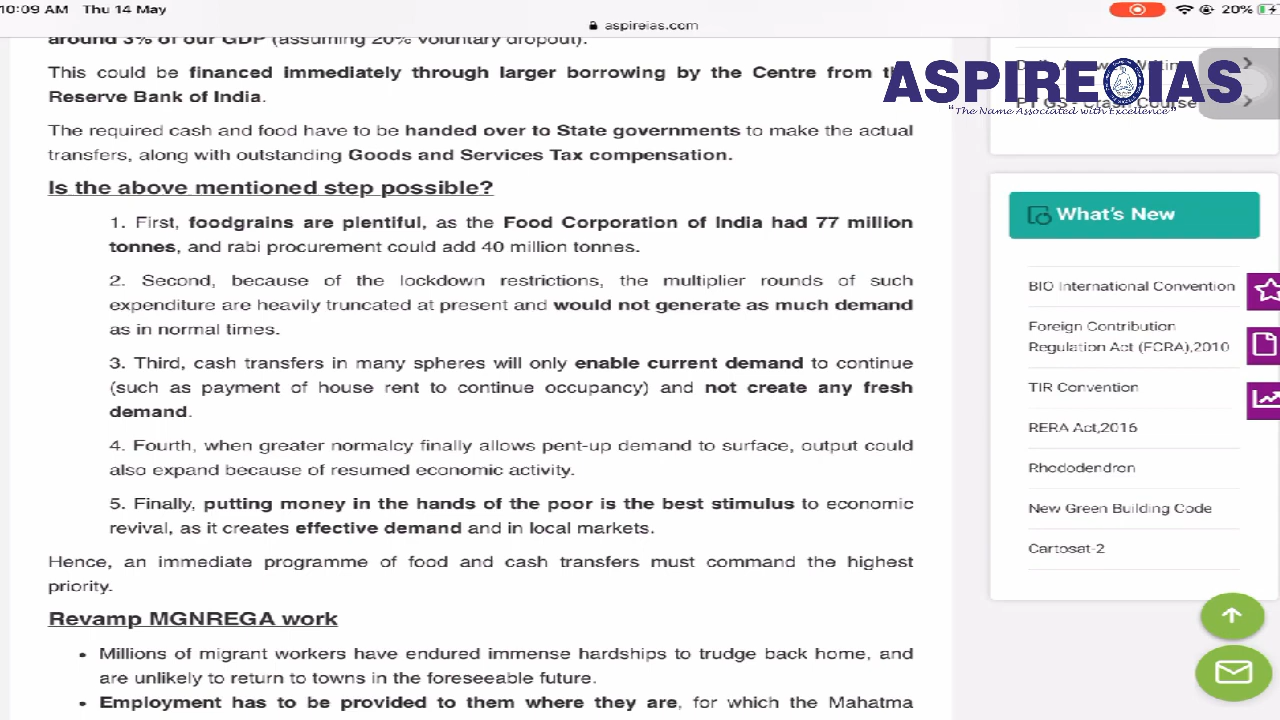 10:09 AM Thu 14 May
20%
aspireias.com
around 3% of our GDP (assuming 20% voluntary dropout).
This could be financed immediately through larger borrowing by the Centre from
Reserve Bank of India.
The required cash and food have to be handed over to State governments to make the actual
transfers, along with outstanding Goods and Services Tax compensation.
Is the above mentioned step possible?
1. First, foodgrains are plentiful, as the Food Corporation of India had 77 million
tonnes, and rabi procurement could add 40 million tonnes.
2. Second, because of the lockdown restrictions, the multiplier rounds of such
expenditure are heavily truncated at present and would not generate as much demand
as in normal times.
3. Third, cash transfers in many spheres will only enable current demand to continue
(such as payment of house rent to continue occupancy) and not create any fresh
demand.
4. Fourth, when greater normalcy finally allows pent-up demand to surface, output could
also expand because of resumed economic activity.
5. Finally, putting money in the hands of the poor is the best stimulus to economic
revival, as it creates effective demand and in local markets.
Hence, an immediate programme of food and cash transfers must command the highest
priority.
Revamp MGNREGA work
• Millions of migrant workers have endured immense hardships to trudge back home, and
are unlikely to return to towns in the foreseeable future.
• Employment has to be provided to them where they are, for which the Mahatma
ASPIRE IAS
"The Name Associated with Excellence"
Course
What's New
BIO International Convention
Foreign Contribution
Regulation Act (FCRA),2010
TIR Convention
RERA Act,2016
Rhododendron
New Green Building Code
Cartosat-2